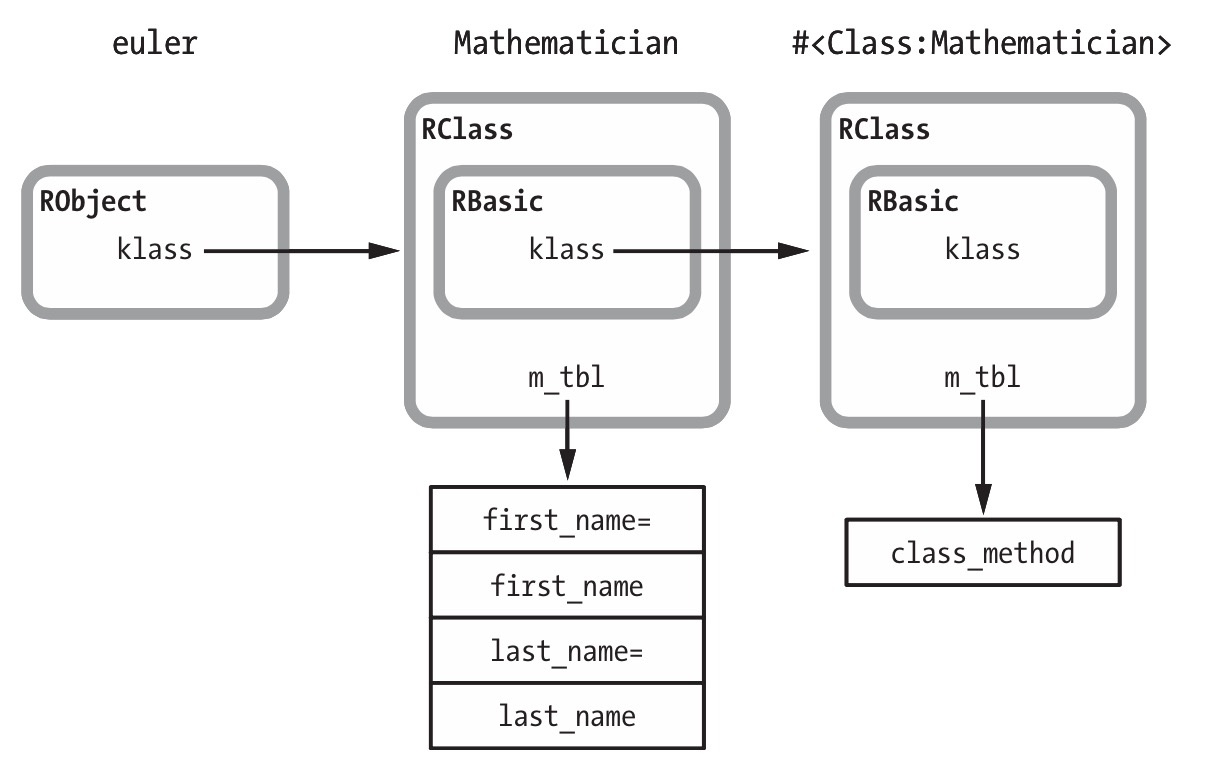 euler
Mathematician
#<Class:Mathematician>
RObject
klass
RClass
RBasic
klass
m_tbl
first_name=
first_name
last_name=
last_name
RClass
RBasic
klass
m_tbl
class_method